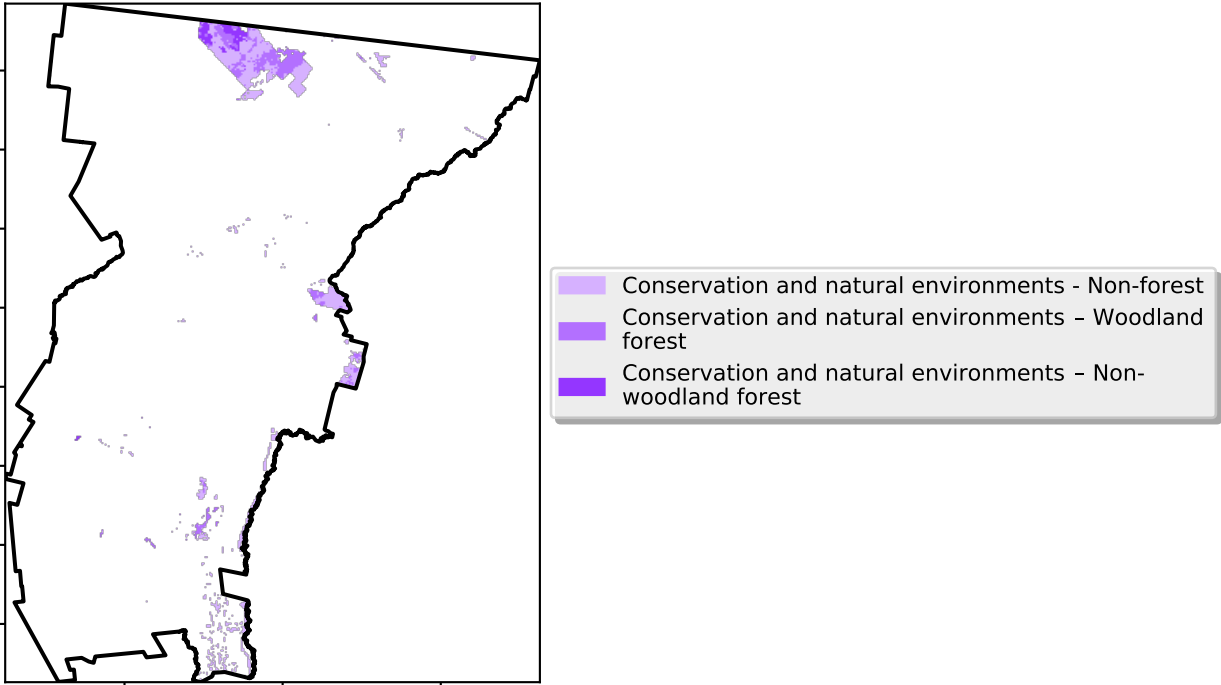 Conservation and natural environments - Non-forest
Conservation and natural environments – Woodland
forest
Conservation and natural environments – Non-
woodland forest